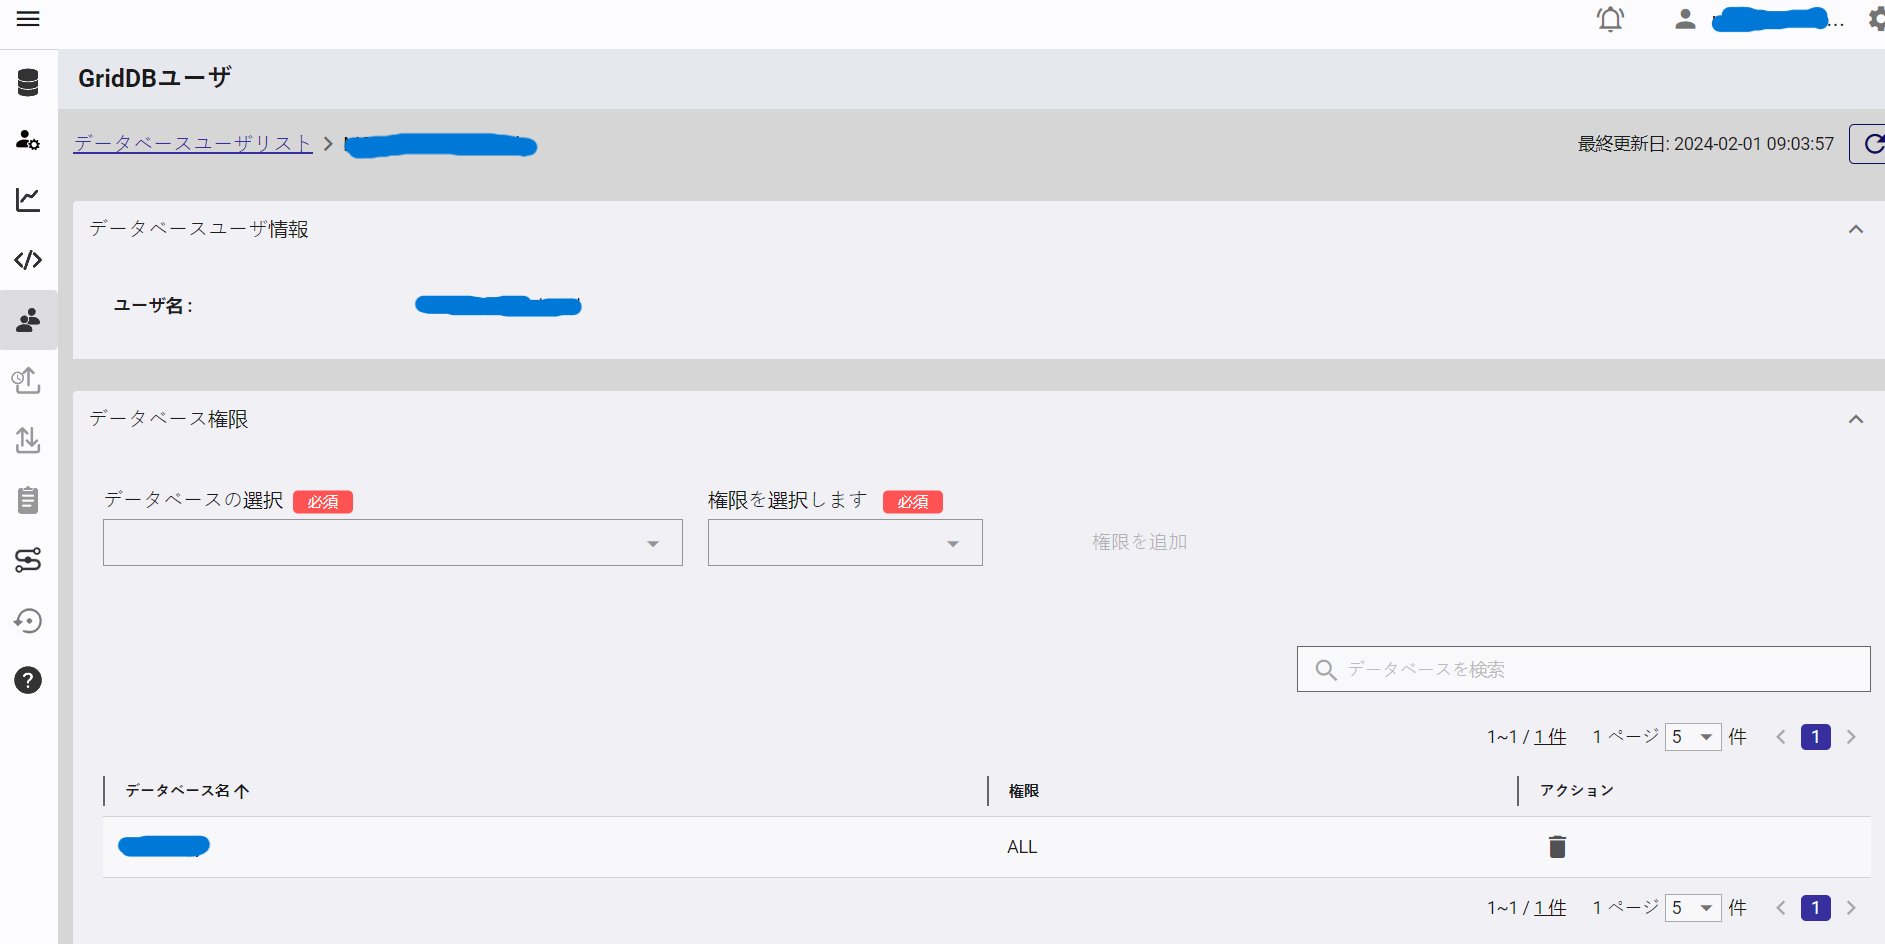 GridDBユーザ
データベースユーザリスト
最終更新日: 2024-02-01 09:03:57
データベースユーザ情報
ユーザ名 :
データベース権限
データベースの選択 必須 権限を選択します 必須
権限を追加
データベースを検索
1~1 / 1 件 1 ページ 5 件 1
データベース名 権限 アクション
ALL
1~1 / 1 件 1 ページ 5 件 1